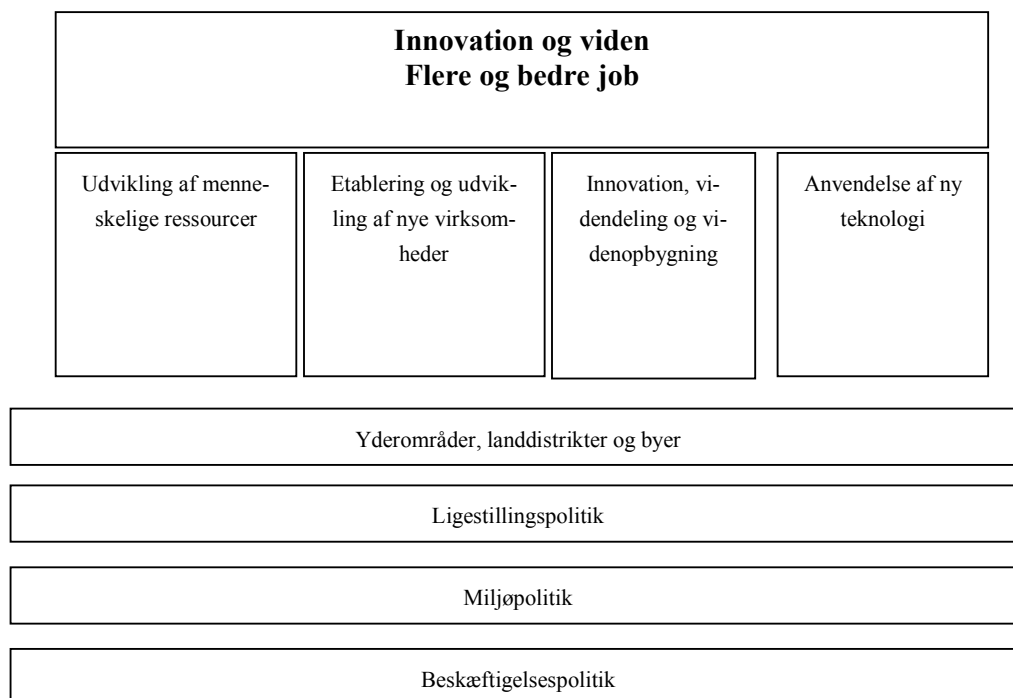 Innovation og viden
Flere og bedre job
Udvikling af menne-
skelige ressourcer
Etablering og udvik-
ling af nye virksom-
heder
Innovation, vi-
dendeling og vi-
denopbygning
Anvendelse af ny
teknologi
Yderområder, landdistrikter og byer
Ligestillingspolitik
Miljøpolitik
Beskæftigelsespolitik